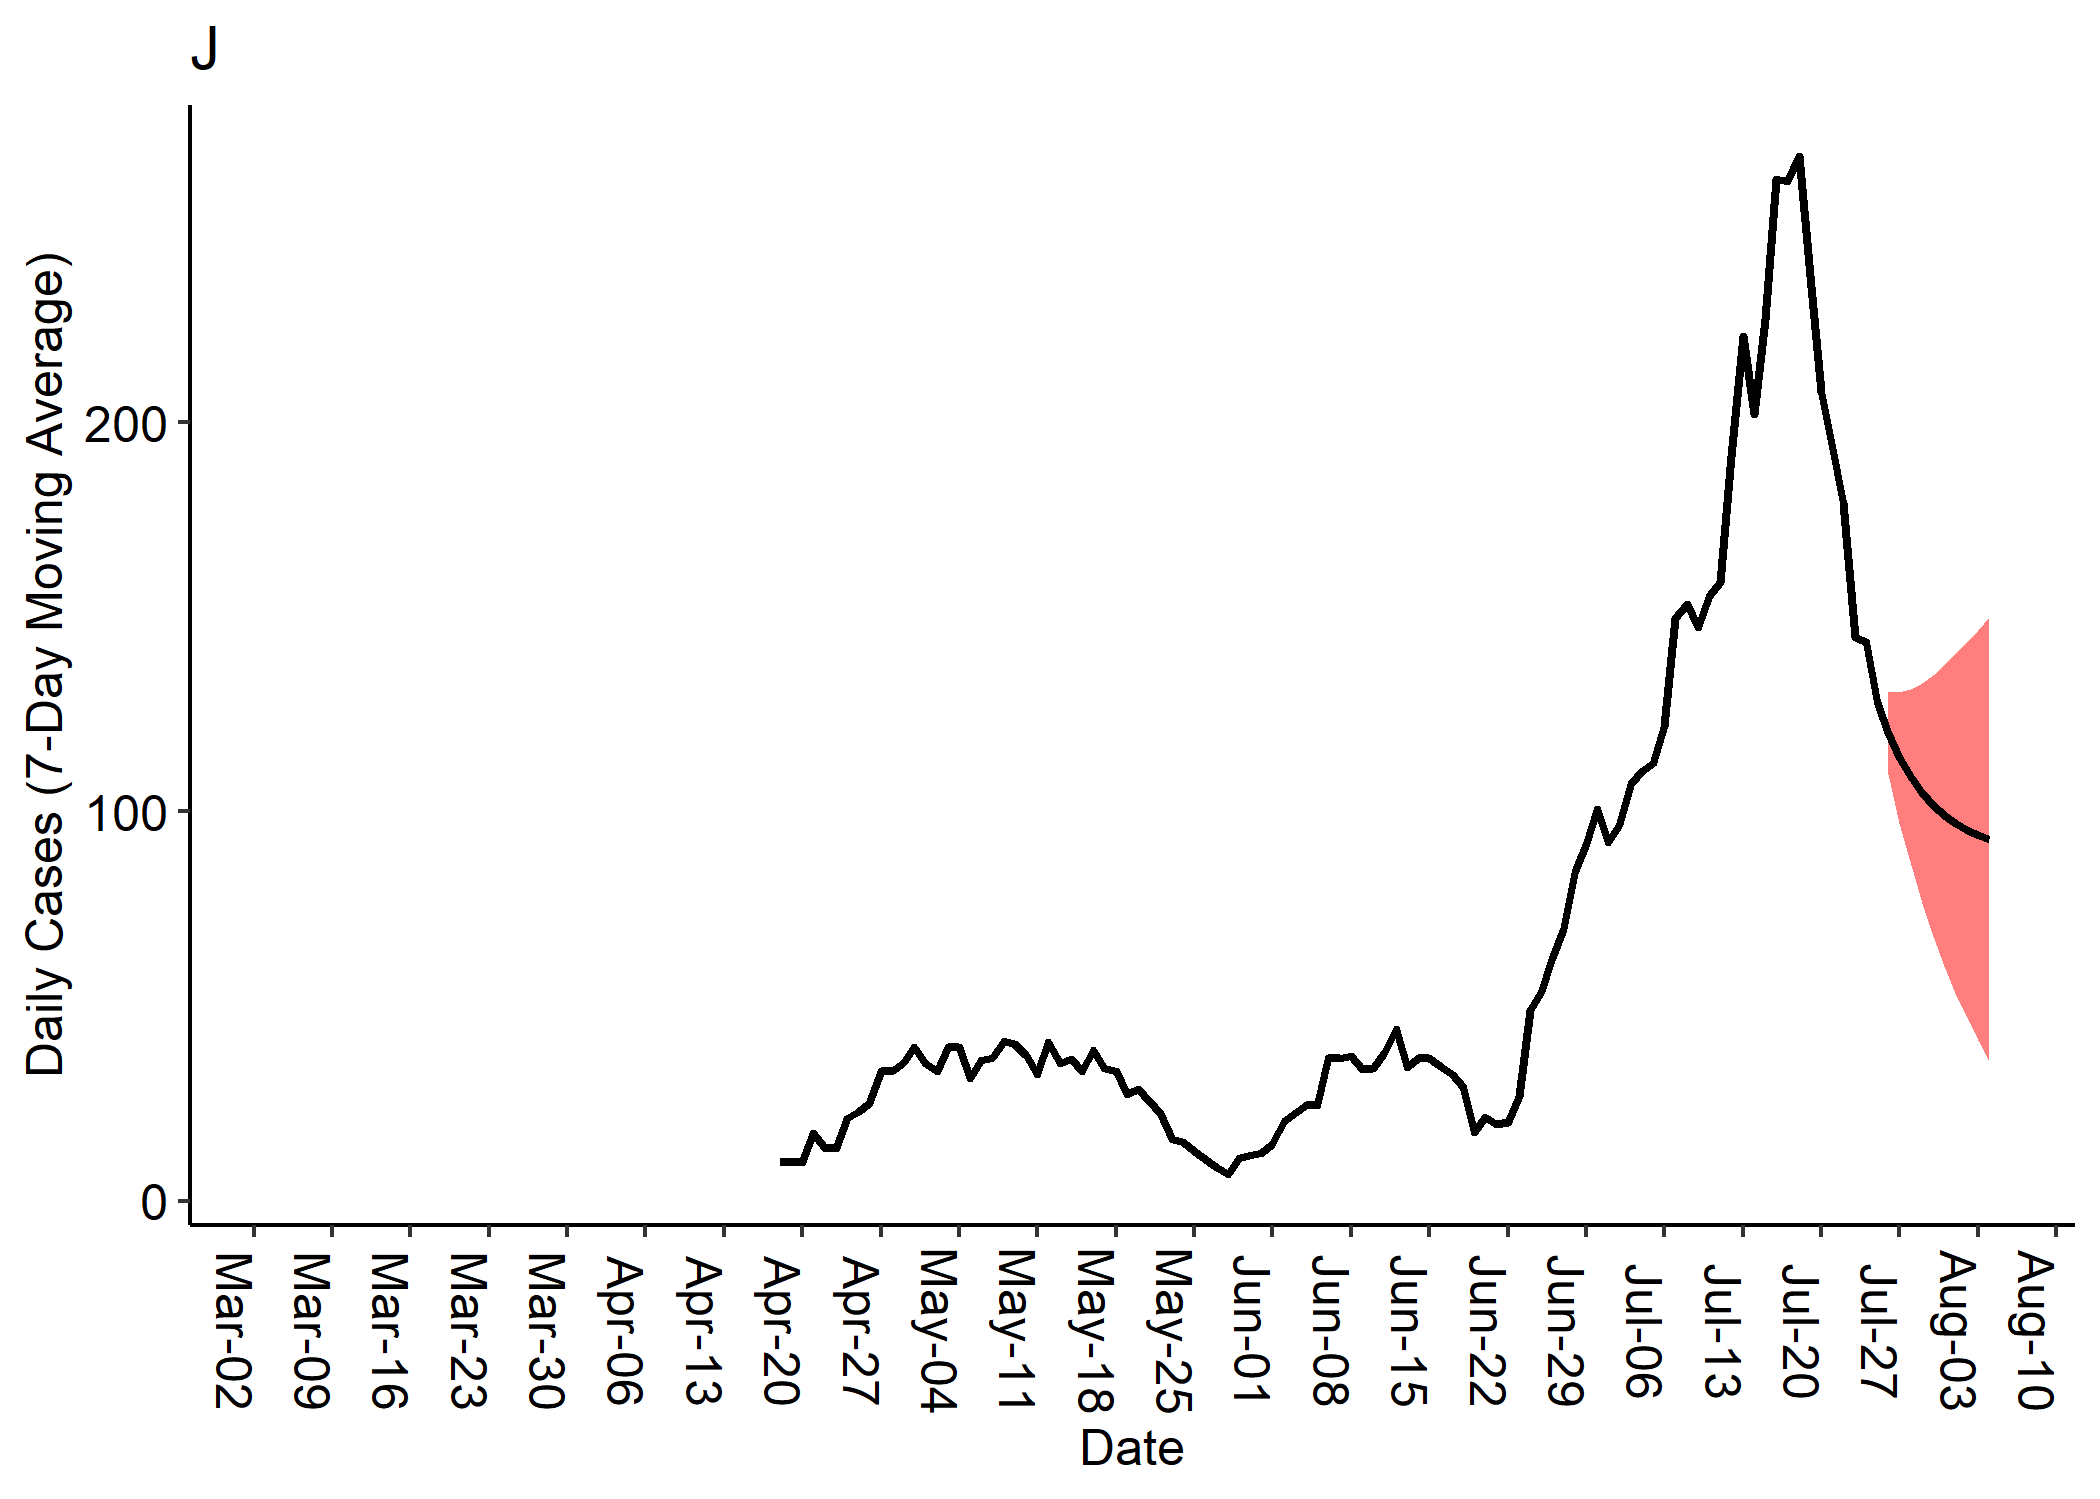 J
Daily Cases (7-Day Moving Average)
200
100
0
Mar-02
Mar-09
Mar-16
Mar-23
Mar-30
Apr-06
Apr-13
Apr-20
Apr-27
May-04
May-11
May-18
May-25
Jun-01
Jun-08
Jun-15
Jun-22
Jun-29
Jul-06
Jul-13
Jul-20
Jul-27
Aug-03
Aug-10
Date